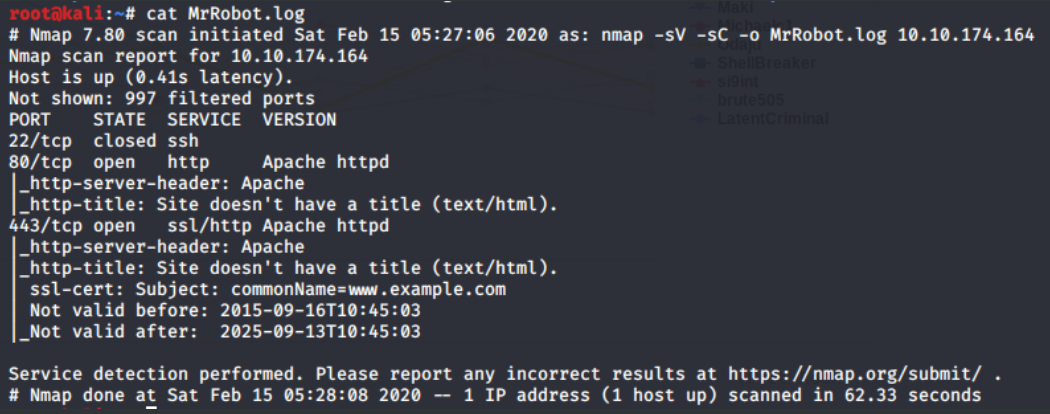 root@kali:~# cat MrRobot.log
# Nmap 7.80 scan initiated Sat Feb 15 05:27:06 2020 as: nmap -sV -sC -o MrRobot.log 10.10.174.164
Nmap scan report for 10.10.174.164
Host is up (0.41s latency).
Not shown: 997 filtered ports
PORT    STATE  SERVICE  VERSION
22/tcp  closed ssh
80/tcp  open   http     Apache httpd
|_http-server-header: Apache
|_http-title: Site doesn't have a title (text/html).
443/tcp open   ssl/http Apache httpd
|_http-server-header: Apache
|_http-title: Site doesn't have a title (text/html).
| ssl-cert: Subject: commonName=www.example.com
| Not valid before: 2015-09-16T10:45:03
|_Not valid after:  2025-09-13T10:45:03
Service detection performed. Please report any incorrect results at https://nmap.org/submit/ .
# Nmap done at Sat Feb 15 05:28:08 2020 -- 1 IP address (1 host up) scanned in 62.33 seconds
Maki
ShellBreaker
si9int
brute505
LatentCriminal